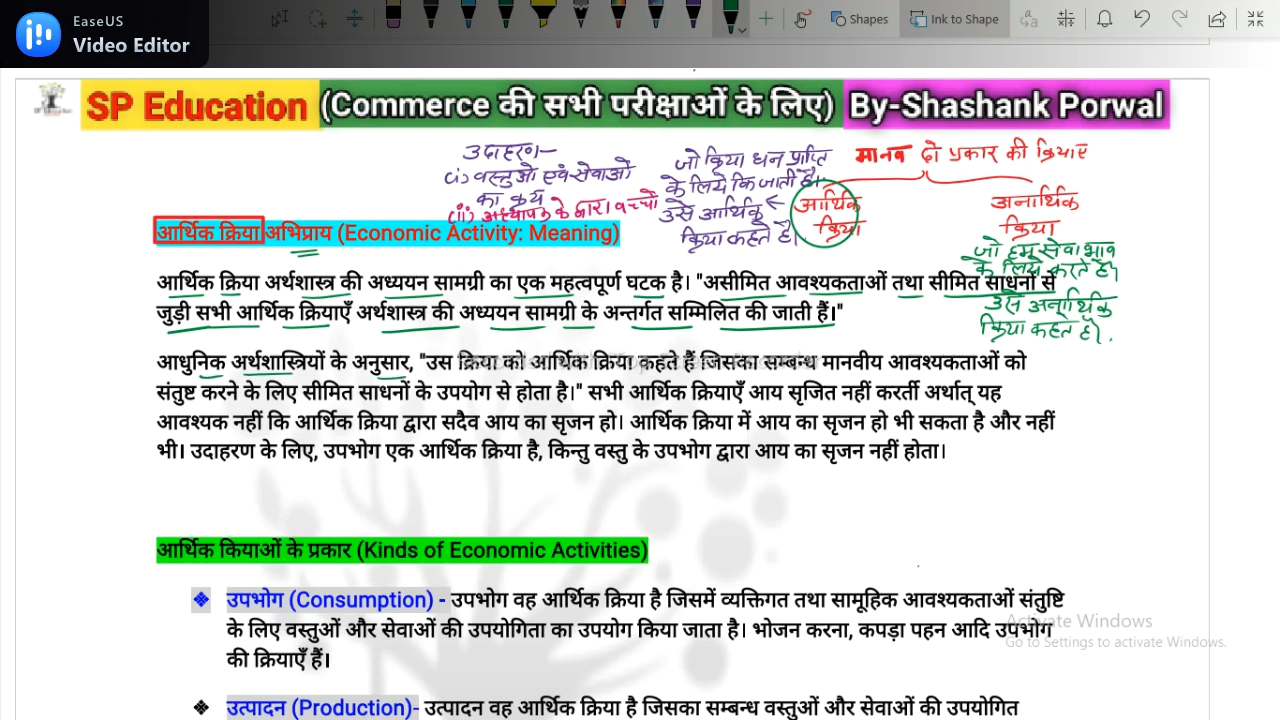 EaseUS
Video Editor
Shapes
Ink to Shape
SP Education (Commerce की सभी परीक्षाओं के लिए) By-Shashank Porwal
उदाहरण—
(i) वस्तुओ एवं सेवाओ
का क्रय
(ii) अध्यापक के द्वारा बच्चो
जो क्रिया धन प्राप्ति
के लिये कि जाती है।
उसे आर्थिक
क्रिया कहते है।
मानव दो प्रकार की क्रियाए
आर्थिक
क्रिया
अनार्थिक
क्रिया
जो हम सेवा भाव
के लिये करते है।
उसे अनार्थिक
क्रिया कहते है।
आर्थिक क्रिया अभिप्राय (Economic Activity: Meaning)
आर्थिक क्रिया अर्थशास्त्र की अध्ययन सामग्री का एक महत्वपूर्ण घटक है। "असीमित आवश्यकताओं तथा सीमित साधनों से
जुड़ी सभी आर्थिक क्रियाएँ अर्थशास्त्र की अध्ययन सामग्री के अन्तर्गत सम्मिलित की जाती हैं।"
आधुनिक अर्थशास्त्रियों के अनुसार, "उस क्रिया को आर्थिक क्रिया कहते हैं जिसका सम्बन्ध मानवीय आवश्यकताओं को
संतुष्ट करने के लिए सीमित साधनों के उपयोग से होता है।" सभी आर्थिक क्रियाएँ आय सृजित नहीं करतीं अर्थात् यह
आवश्यक नहीं कि आर्थिक क्रिया द्वारा सदैव आय का सृजन हो। आर्थिक क्रिया में आय का सृजन हो भी सकता है और नहीं
भी। उदाहरण के लिए, उपभोग एक आर्थिक क्रिया है, किन्तु वस्तु के उपभोग द्वारा आय का सृजन नहीं होता।
आर्थिक कियाओं के प्रकार (Kinds of Economic Activities)
❖ उपभोग (Consumption) - उपभोग वह आर्थिक क्रिया है जिसमें व्यक्तिगत तथा सामूहिक आवश्यकताओं संतुष्टि
के लिए वस्तुओं और सेवाओं की उपयोगिता का उपयोग किया जाता है। भोजन करना, कपड़ा पहन आदि उपभोग
की क्रियाएँ हैं।
Activate Windows
Go to Settings to activate Windows.
❖ उत्पादन (Production)- उत्पादन वह आर्थिक क्रिया है जिसका सम्बन्ध वस्तुओं और सेवाओं की उपयोगित